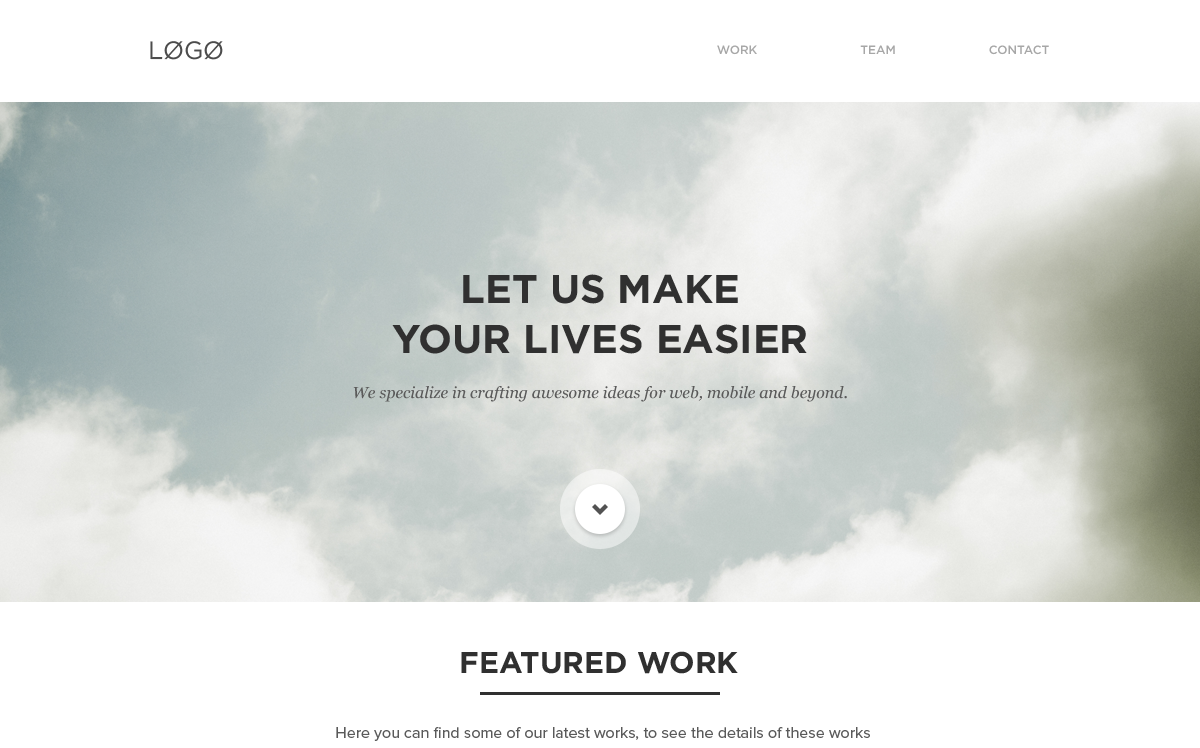 LØGØ
WORK
TEAM
CONTACT
LET US MAKE
YOUR LIVES EASIER
We specialize in crafting awesome ideas for web, mobile and beyond.
FEATURED WORK
Here you can find some of our latest works, to see the details of these works